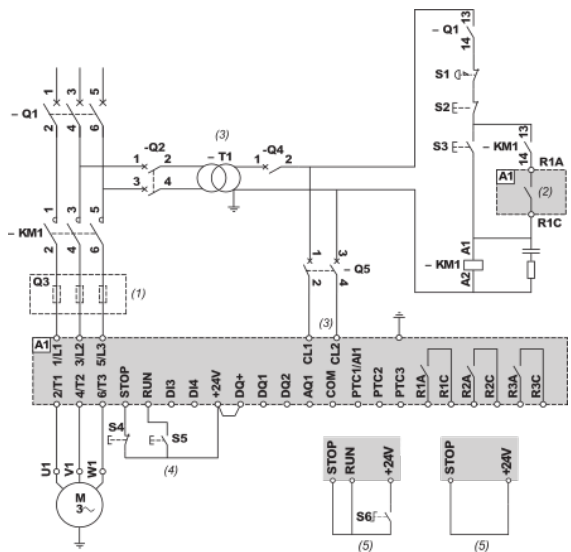 1 3 5
– Q1
2 4 6
-Q2
1 2
3 4
(3)
– T1
-Q4
1 2
13
– Q1
14
S1
S2
S3
13
– KM1
14
R1A
A1
(2)
R1C
A1
– KM1
A2
1 3 5
– KM1
2 4 6
1 3
– Q5
2 4
Q3
(1)
(3)
A1
1/L1
3/L2
5/L3
CL1
CL2
2/T1
4/T2
6/T3
STOP
RUN
DI3
DI4
+24V
DQ+
DQ1
DQ2
AQ1
COM
PTC1/AI1
PTC2
PTC3
R1A
R1C
R2A
R2C
R3A
R3C
S4
S5
(4)
U1
V1
W1
M
3
STOP
RUN
+24V
S6
(5)
STOP
+24V
(5)